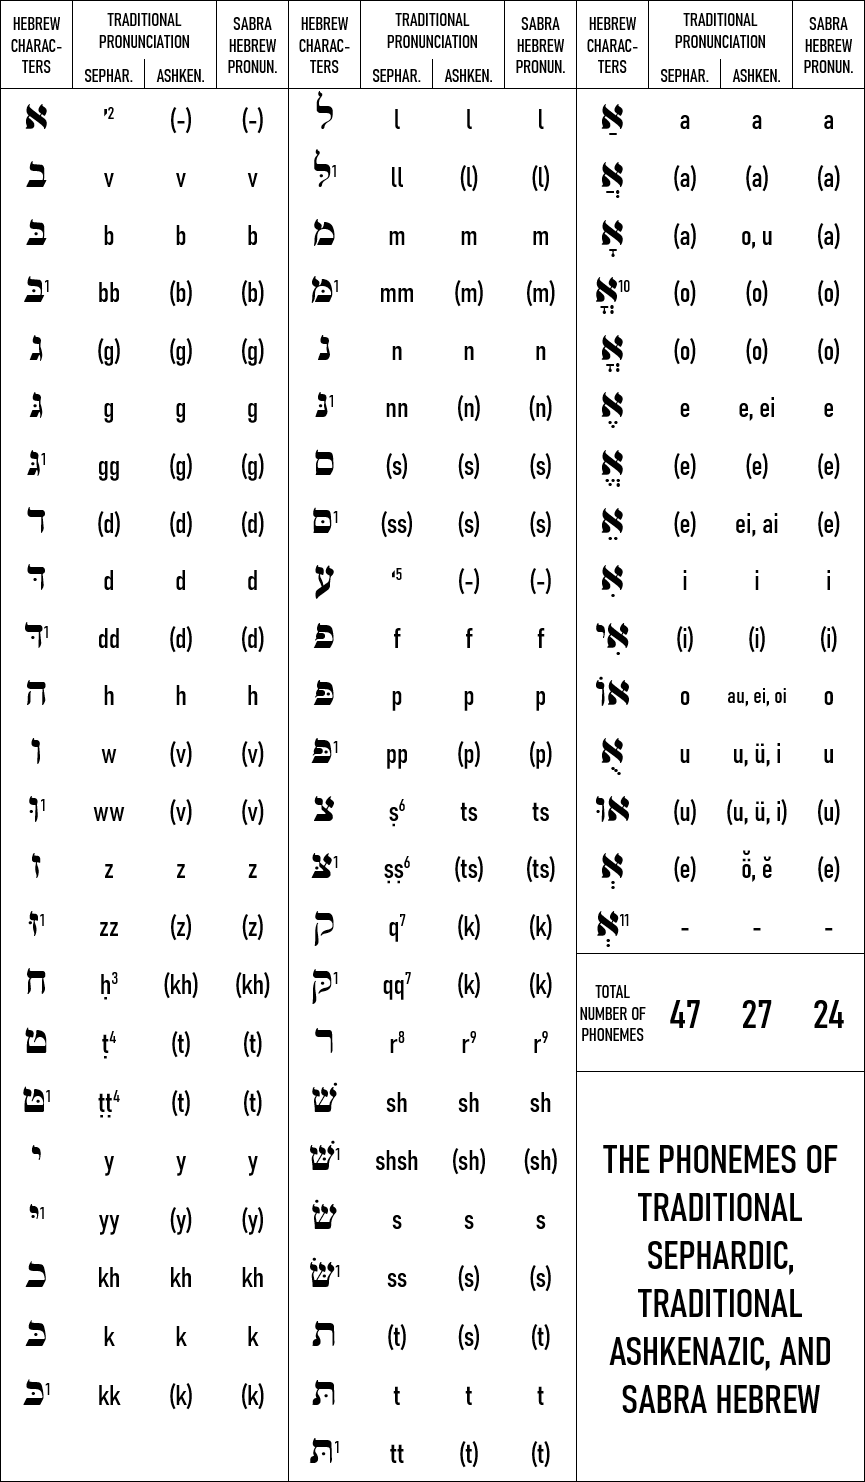 HEBREW CHARAC-TERS | TRADITIONAL PRONUNCIATION | SABRA HEBREW PRONUN.
SEPHAR. | ASHKEN.
א ’2 (-) (-)
ב v v v
בּ b b b
בּ1 bb (b) (b)
ג (g) (g) (g)
גּ g g g
גּ1 gg (g) (g)
ד (d) (d) (d)
דּ d d d
דּ1 dd (d) (d)
ה h h h
ו w (v) (v)
וּ1 ww (v) (v)
ז z z z
זּ1 zz (z) (z)
ח ḥ3 (kh) (kh)
ט ṭ4 (t) (t)
טּ1 ṭṭ4 (t) (t)
י y y y
יּ1 yy (y) (y)
כ kh kh kh
כּ k k k
כּ1 kk (k) (k)
HEBREW CHARAC-TERS | TRADITIONAL PRONUNCIATION | SABRA HEBREW PRONUN.
SEPHAR. | ASHKEN.
ל l l l
לּ1 ll (l) (l)
מ m m m
מּ1 mm (m) (m)
נ n n n
נּ1 nn (n) (n)
ס (s) (s) (s)
סּ1 (ss) (s) (s)
ע ‘5 (-) (-)
פ f f f
פּ p p p
פּ1 pp (p) (p)
צ ṣ6 ts ts
צּ1 ṣṣ6 (ts) (ts)
ק q7 (k) (k)
קּ1 qq7 (k) (k)
ר r8 r9 r9
שׁ sh sh sh
שּׁ1 shsh (sh) (sh)
שׂ s s s
שּׂ1 ss (s) (s)
ת (t) (s) (t)
תּ t t t
תּ1 tt (t) (t)
HEBREW CHARAC-TERS | TRADITIONAL PRONUNCIATION | SABRA HEBREW PRONUN.
SEPHAR. | ASHKEN.
אַ a a a
אֲ (a) (a) (a)
אָ (a) o, u (a)
אֳ10 (o) (o) (o)
אֳ (o) (o) (o)
אֶ e e, ei e
אֱ (e) (e) (e)
אֵ (e) ei, ai (e)
אִ i i i
אִי (i) (i) (i)
אוֹ o au, ei, oi o
אֻ u u, ü, i u
אוּ (u) (u, ü, i) (u)
אְ (e) ö̆, ĕ (e)
אְ11 - - -
TOTAL NUMBER OF PHONEMES 47 27 24
THE PHONEMES OF
TRADITIONAL
SEPHARDIC,
TRADITIONAL
ASHKENAZIC, AND
SABRA HEBREW